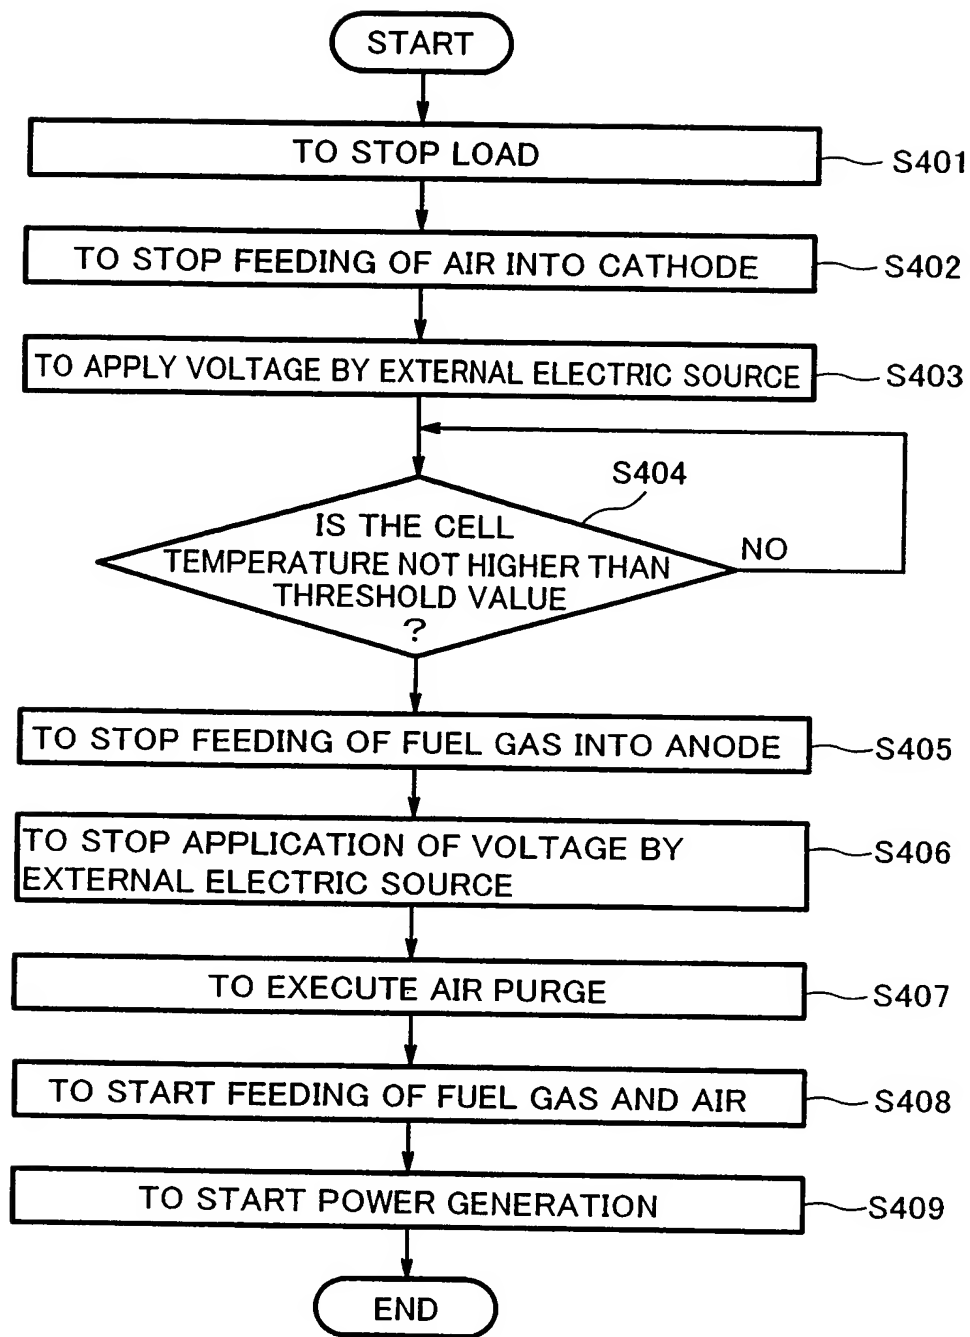 START
TO STOP LOAD
S401
TO STOP FEEDING OF AIR INTO CATHODE
S402
TO APPLY VOLTAGE BY EXTERNAL ELECTRIC SOURCE
S403
S404
IS THE CELL
TEMPERATURE NOT HIGHER THAN
THRESHOLD VALUE
?
NO
TO STOP FEEDING OF FUEL GAS INTO ANODE
S405
TO STOP APPLICATION OF VOLTAGE BY
EXTERNAL ELECTRIC SOURCE
S406
TO EXECUTE AIR PURGE
S407
TO START FEEDING OF FUEL GAS AND AIR
S408
TO START POWER GENERATION
S409
END